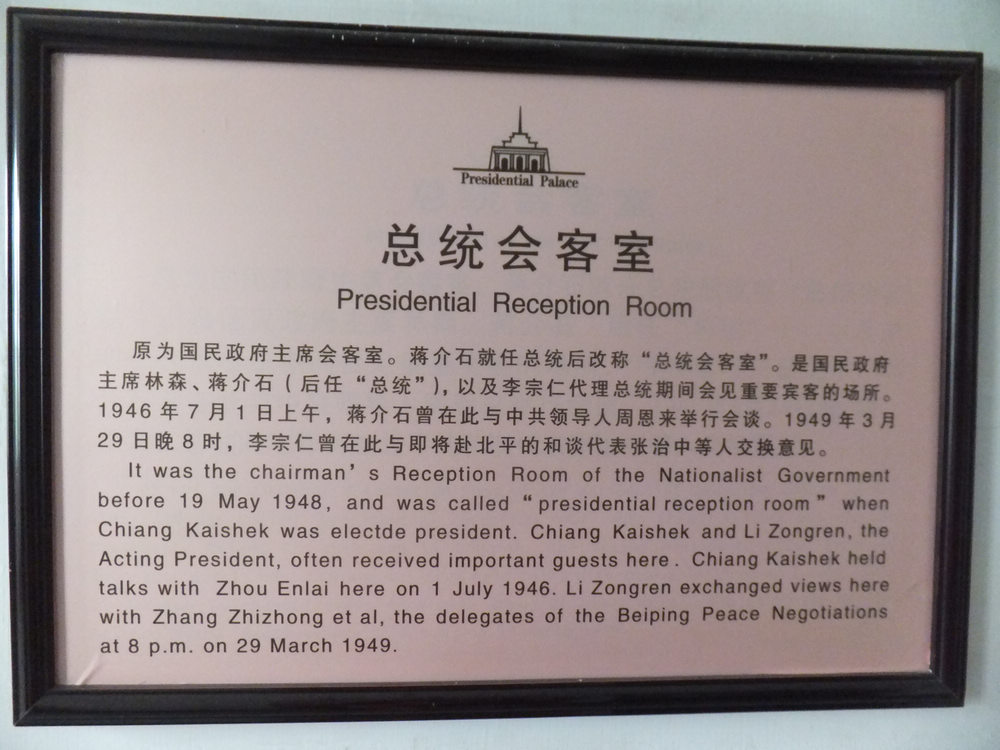 Presidential Palace
总统会客室
Presidential Reception Room
原为国民政府主席会客室。蒋介石就任总统后改称“总统会客室”。是国民政府
主席林森、蒋介石（后任“总统”），以及李宗仁代理总统期间会见重要宾客的场所。
1946年7月1日上午，蒋介石曾在此与中共领导人周恩来举行会谈。1949年3月
29日晚8时，李宗仁曾在此与即将赴北平的和谈代表张治中等人交换意见。
It was the chairman’s Reception Room of the Nationalist Government
before 19 May 1948, and was called “presidential reception room” when
Chiang Kaishek was electde president. Chiang Kaishek and Li Zongren, the
Acting President, often received important guests here. Chiang Kaishek held
talks with Zhou Enlai here on 1 July 1946. Li Zongren exchanged views here
with Zhang Zhizhong et al, the delegates of the Beiping Peace Negotiations
at 8 p.m. on 29 March 1949.